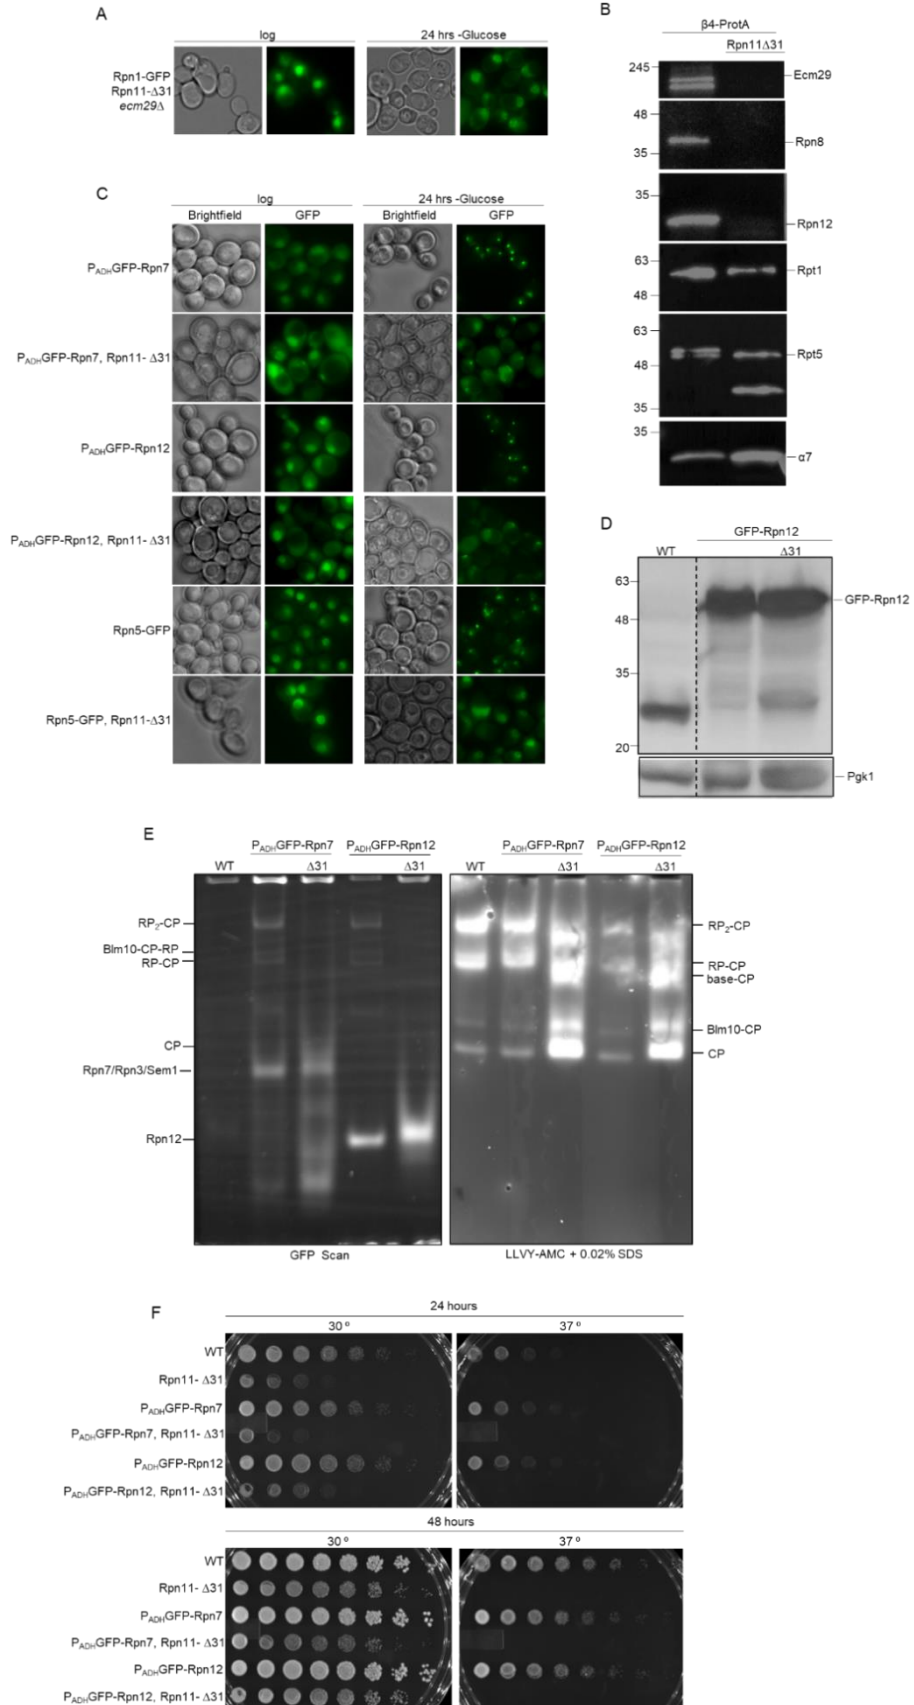 A
log
24 hrs -Glucose
Rpn1-GFP
Rpn11-Δ31
ecm29Δ
B
β4-ProtA
Rpn11Δ31
245
Ecm29
48
Rpn8
35
35
Rpn12
63
Rpt1
48
63
Rpt5
48
35
35
α7
C
log
24 hrs -Glucose
Brightfield
GFP
Brightfield
GFP
PADHGFP-Rpn7
PADHGFP-Rpn7, Rpn11- Δ31
PADHGFP-Rpn12
PADHGFP-Rpn12, Rpn11-Δ31
Rpn5-GFP
Rpn5-GFP, Rpn11-Δ31
D
GFP-Rpn12
WT
Δ31
63
GFP-Rpn12
48
35
20
Pgk1
E
PADHGFP-Rpn7
PADHGFP-Rpn12
WT
Δ31
Δ31
RP2-CP
Blm10-CP-RP
RP-CP
CP
Rpn7/Rpn3/Sem1
Rpn12
GFP Scan
PADHGFP-Rpn7
PADHGFP-Rpn12
WT
Δ31
Δ31
RP2-CP
RP-CP
base-CP
Blm10-CP
CP
LLVY-AMC + 0.02% SDS
F
24 hours
30 º
37 º
WT
Rpn11- Δ31
PADHGFP-Rpn7
PADHGFP-Rpn7, Rpn11- Δ31
PADHGFP-Rpn12
PADHGFP-Rpn12, Rpn11- Δ31
48 hours
30 º
37 º
WT
Rpn11- Δ31
PADHGFP-Rpn7
PADHGFP-Rpn7, Rpn11- Δ31
PADHGFP-Rpn12
PADHGFP-Rpn12, Rpn11- Δ31